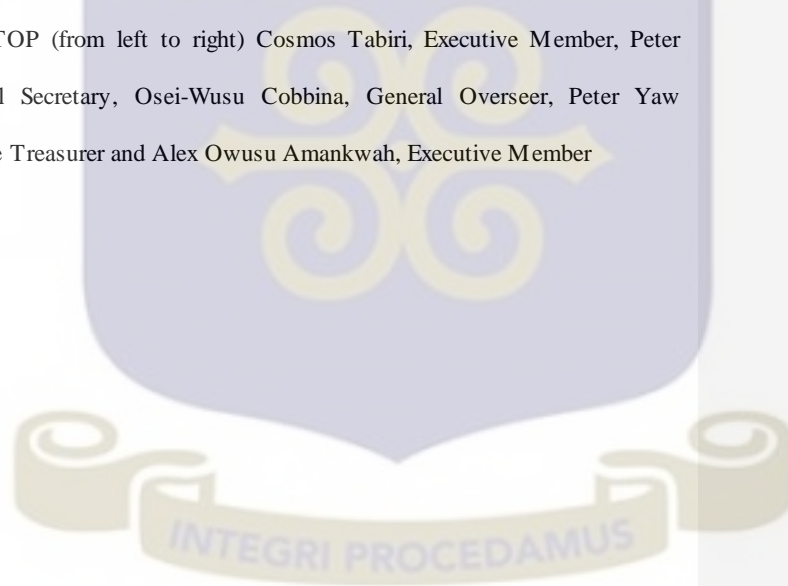 TOP (from left to right) Cosmos Tabiri, Executive Member, Peter
Secretary, Osei-Wusu Cobbina, General Overseer, Peter Yaw
Treasurer and Alex Owusu Amankwah, Executive Member
INTEGRI PROCEDAMUS